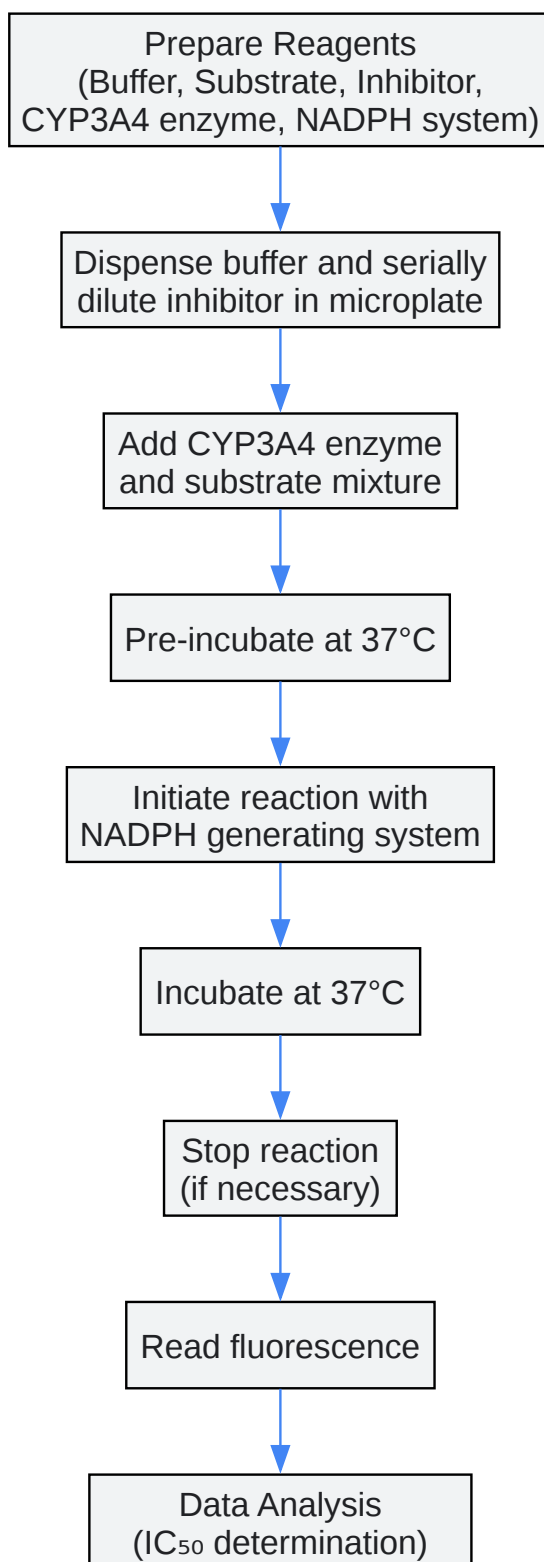 Prepare Reagents
(Buffer, Substrate, Inhibitor,
CYP3A4 enzyme, NADPH system)
Dispense buffer and serially
dilute inhibitor in microplate
Add CYP3A4 enzyme
and substrate mixture
Pre-incubate at 37°C
Initiate reaction with
NADPH generating system
Incubate at 37°C
Stop reaction
(if necessary)
Read fluorescence
Data Analysis
(IC₅₀ determination)